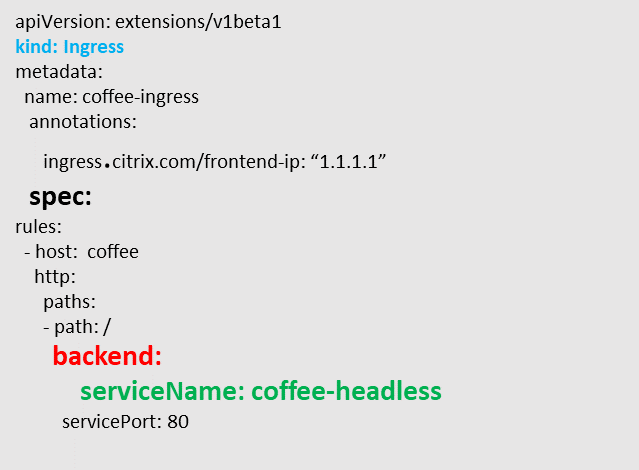 apiVersion: extensions/v1beta1
kind: Ingress
metadata:
name: coffee-ingress
annotations:
ingress.citrix.com/frontend-ip: “1.1.1.1”
spec:
rules:
- host:  coffee
http:
paths:
- path: /
backend:
serviceName: coffee-headless
servicePort: 80